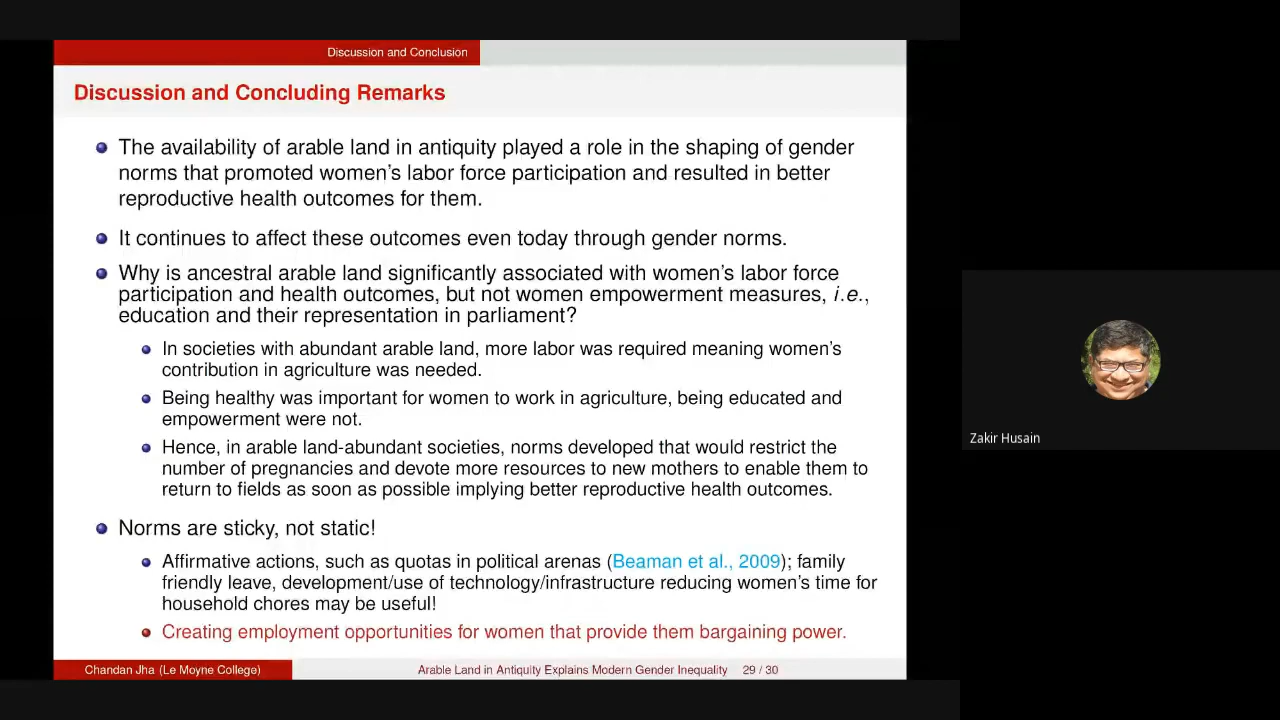 Discussion and Conclusion
Discussion and Concluding Remarks
The availability of arable land in antiquity played a role in the shaping of gender
norms that promoted women's labor force participation and resulted in better
reproductive health outcomes for them.
It continues to affect these outcomes even today through gender norms.
Why is ancestral arable land significantly associated with women's labor force
participation and health outcomes, but not women empowerment measures, i.e.,
education and their representation in parliament?
In societies with abundant arable land, more labor was required meaning women's
contribution in agriculture was needed.
Being healthy was important for women to work in agriculture, being educated and
empowerment were not.
Hence, in arable land-abundant societies, norms developed that would restrict the
number of pregnancies and devote more resources to new mothers to enable them to
return to fields as soon as possible implying better reproductive health outcomes.
Norms are sticky, not static!
Affirmative actions, such as quotas in political arenas (Beaman et al., 2009); family
friendly leave, development/use of technology/infrastructure reducing women's time for
household chores may be useful!
Creating employment opportunities for women that provide them bargaining power.
Chandan Jha (Le Moyne College)
Arable Land in Antiquity Explains Modern Gender Inequality
29 / 30
Zakir Husain